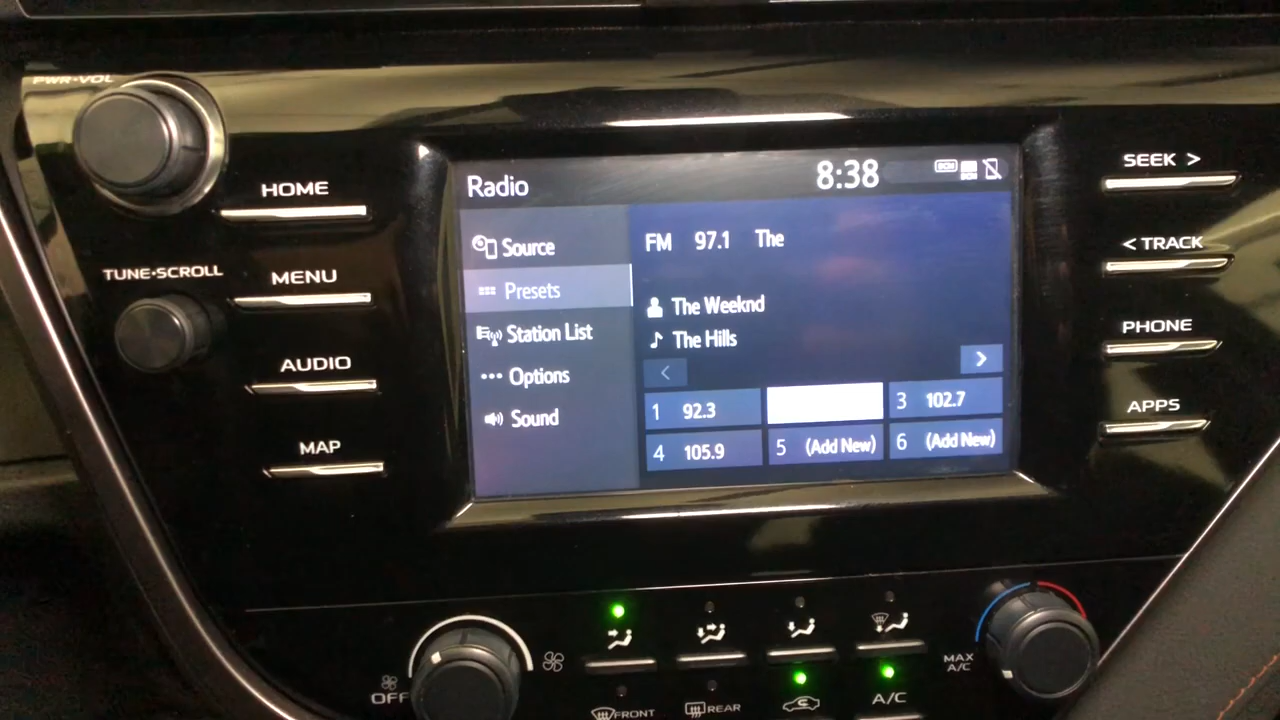 PWR•VOL
HOME
TUNE•SCROLL
MENU
AUDIO
MAP
Radio
8:38
Source
Presets
Station List
Options
Sound
FM 97.1 The
The Weeknd
The Hills
<
>
1 92.3
3 102.7
4 105.9
5 (Add New)
6 (Add New)
SEEK >
< TRACK
PHONE
APPS
OFF
FRONT
REAR
A/C
MAX
A/C